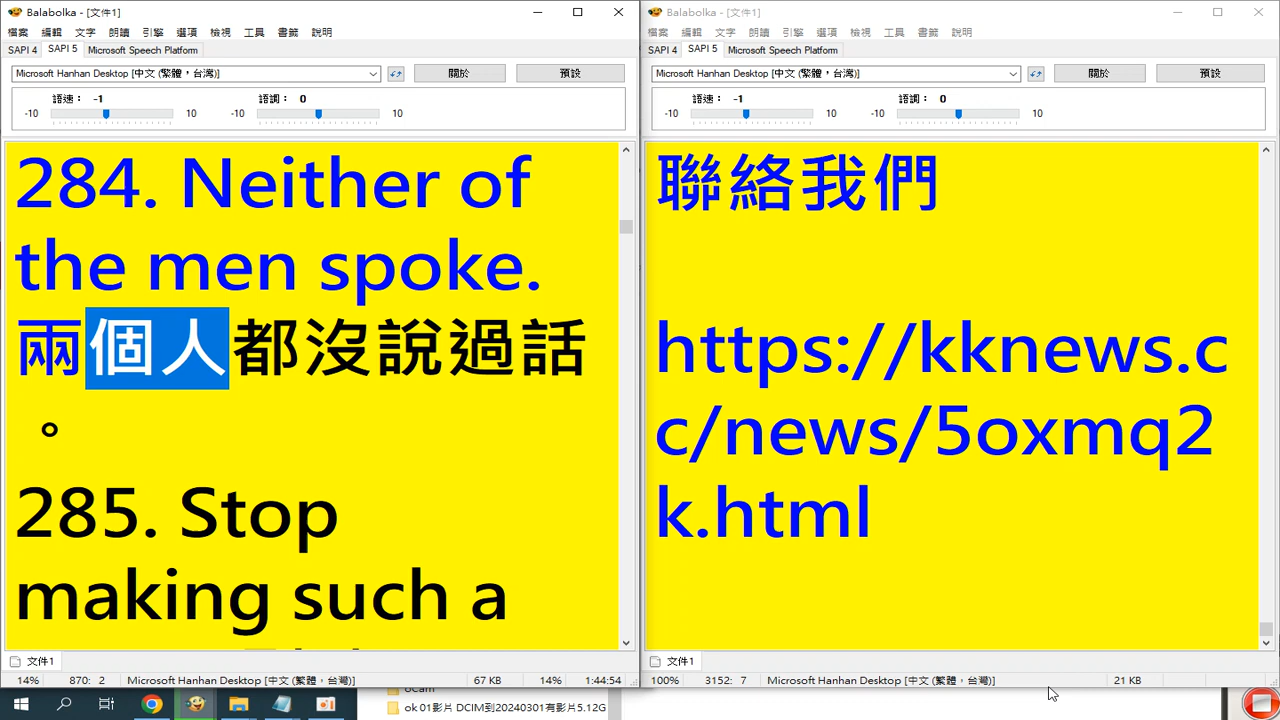 Balabolka - [文件1]
檔案 編輯 文字 朗讀 引擎 選項 檢視 工具 書籤 說明
SAPI 4 SAPI 5 Microsoft Speech Platform
Microsoft Hanhan Desktop [中文 (繁體，台灣)] 關於 預設
語速： -1 語調： 0
-10 10 -10 10
284. Neither of
the men spoke.
兩個人都沒說過話
。
285. Stop
making such a
文件1
14% 870: 2 Microsoft Hanhan Desktop [中文 (繁體，台灣)] 67 KB 14% 1:44:54
Balabolka - [文件1]
檔案 編輯 文字 朗讀 引擎 選項 檢視 工具 書籤 說明
SAPI 4 SAPI 5 Microsoft Speech Platform
Microsoft Hanhan Desktop [中文 (繁體，台灣)] 關於 預設
語速： -1 語調： 0
-10 10 -10 10
聯絡我們
https://kknews.c
c/news/5oxmq2
k.html
文件1
100% 3152: 7 Microsoft Hanhan Desktop [中文 (繁體，台灣)] 21 KB
oCam
ok 01影片 DCIM到20240301有影片5.12G